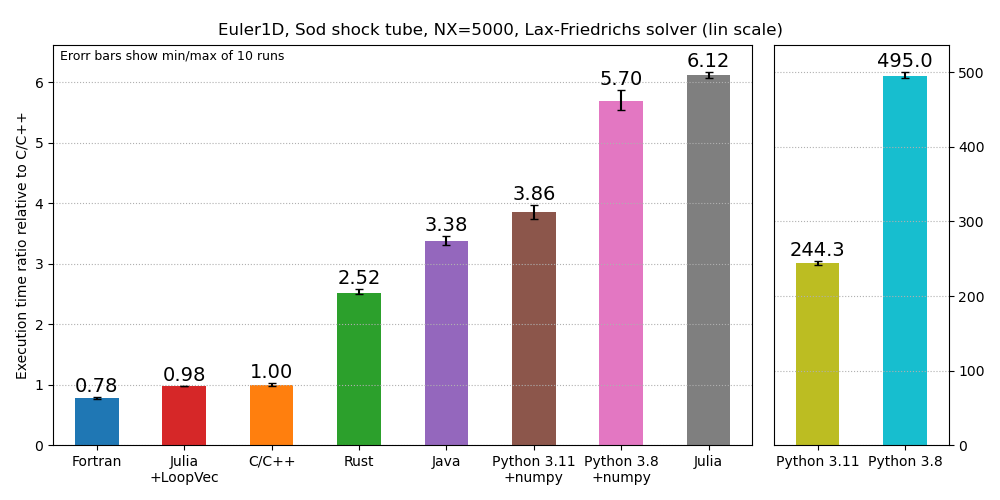 Euler1D, Sod shock tube, NX=5000, Lax-Friedrichs solver (lin scale)
Erorr bars show min/max of 10 runs
Execution time ratio relative to C/C++
6
5
4
3
2
1
0
0.78
0.98
1.00
2.52
3.38
3.86
5.70
6.12
244.3
495.0
500
400
300
200
100
0
Fortran
Julia
+LoopVec
C/C++
Rust
Java
Python 3.11
+numpy
Python 3.8
+numpy
Julia
Python 3.11
Python 3.8